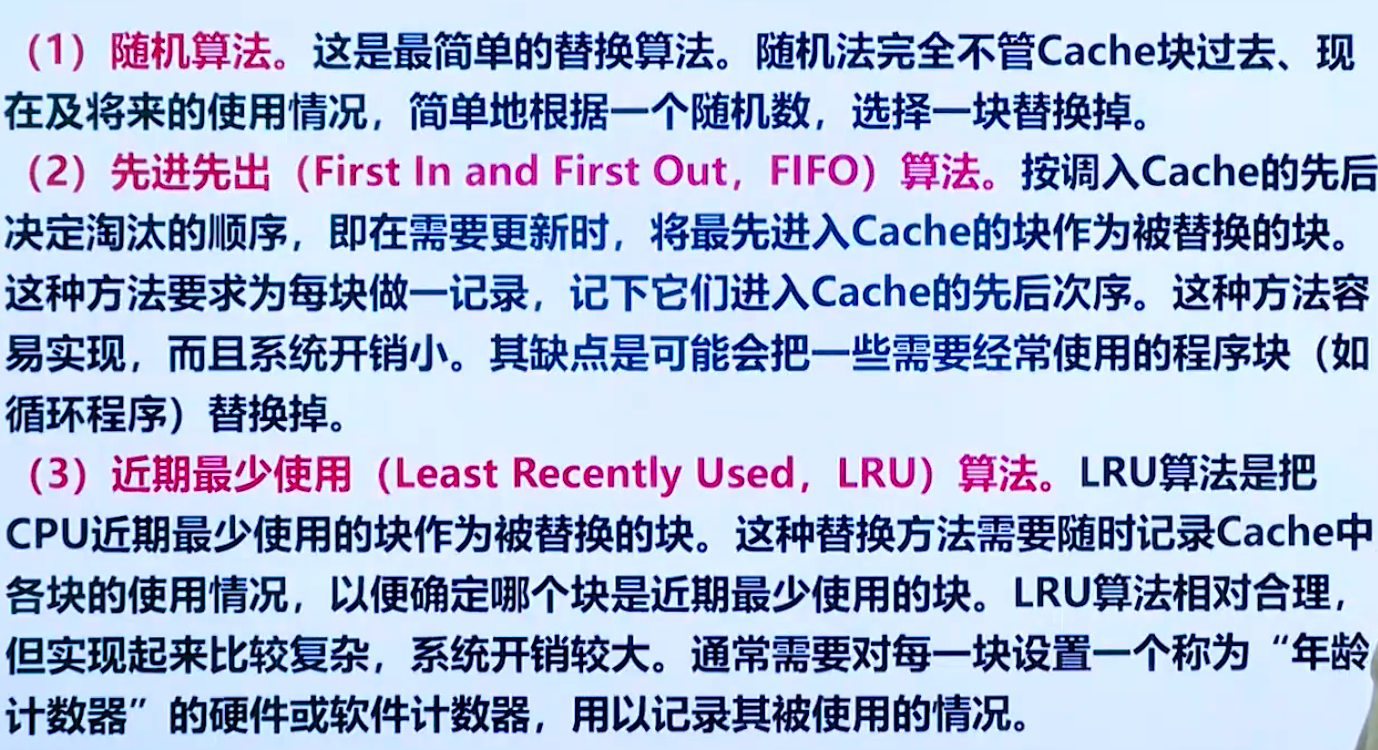 （1）随机算法。这是最简单的替换算法。随机法完全不管Cache块过去、现
在及将来的使用情况，简单地根据一个随机数，选择一块替换掉。
（2）先进先出（First In and First Out，FIFO）算法。按调入Cache的先后
决定淘汰的顺序，即在需要更新时，将最先进入Cache的块作为被替换的块。
这种方法要求为每块做一记录，记下它们进入Cache的先后次序。这种方法容
易实现，而且系统开销小。其缺点是可能会把一些需要经常使用的程序块（如
循环程序）替换掉。
（3）近期最少使用（Least Recently Used，LRU）算法。LRU算法是把
CPU近期最少使用的块作为被替换的块。这种替换方法需要随时记录Cache中
各块的使用情况，以便确定哪个块是近期最少使用的块。LRU算法相对合理，
但实现起来比较复杂，系统开销较大。通常需要对每一块设置一个称为“年龄
计数器”的硬件或软件计数器，用以记录其被使用的情况。